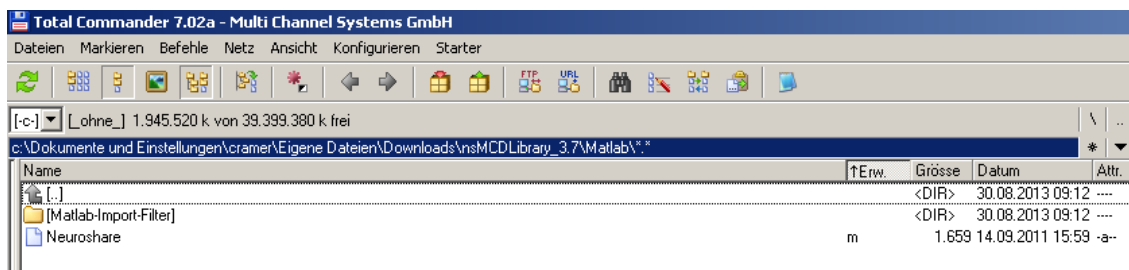 Total Commander 7.02a - Multi Channel Systems GmbH
Dateien Markieren Befehle Netz Ansicht Konfigurieren Starter
FTP URL
[-c-] [_ohne_] 1.945.520 k von 39.399.380 k frei \ ..
c:\Dokumente und Einstellungen\cramer\Eigene Dateien\Downloads\nsMCDLibrary_3.7\Matlab\*.* * ▼
Name ↑Erw. Grösse Datum Attr.
[..] <DIR> 30.08.2013 09:12 ----
[Matlab-Import-Filter] <DIR> 30.08.2013 09:12 ----
Neuroshare m 1.659 14.09.2011 15:59 -a--